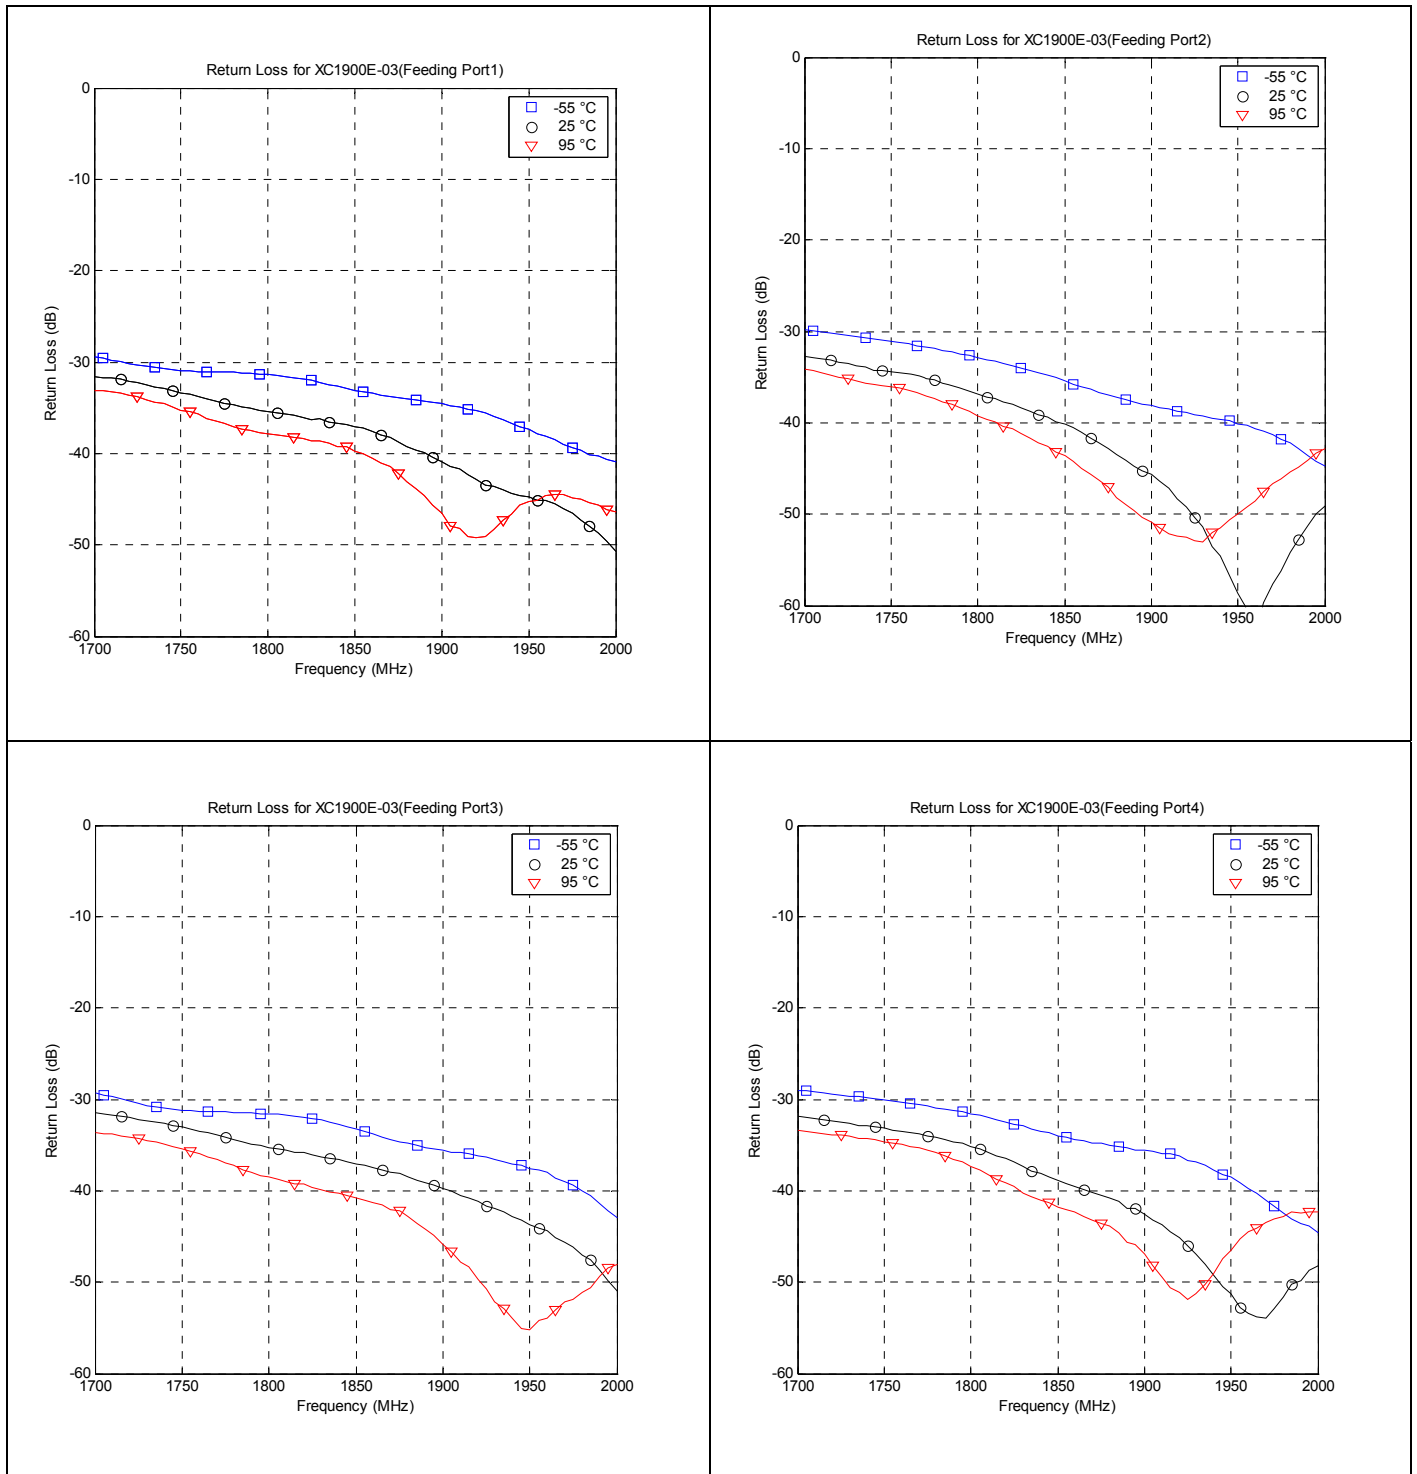 Return Loss for XC1900E-03(Feeding Port1)
0
-10
-20
-30
-40
-50
-60
Return Loss (dB)
-55 °C
25 °C
95 °C
1700 1750 1800 1850 1900 1950 2000
Frequency (MHz)
Return Loss for XC1900E-03(Feeding Port2)
0
-10
-20
-30
-40
-50
-60
Return Loss (dB)
-55 °C
25 °C
95 °C
1700 1750 1800 1850 1900 1950 2000
Frequency (MHz)
Return Loss for XC1900E-03(Feeding Port3)
0
-10
-20
-30
-40
-50
-60
Return Loss (dB)
-55 °C
25 °C
95 °C
1700 1750 1800 1850 1900 1950 2000
Frequency (MHz)
Return Loss for XC1900E-03(Feeding Port4)
0
-10
-20
-30
-40
-50
-60
Return Loss (dB)
-55 °C
25 °C
95 °C
1700 1750 1800 1850 1900 1950 2000
Frequency (MHz)